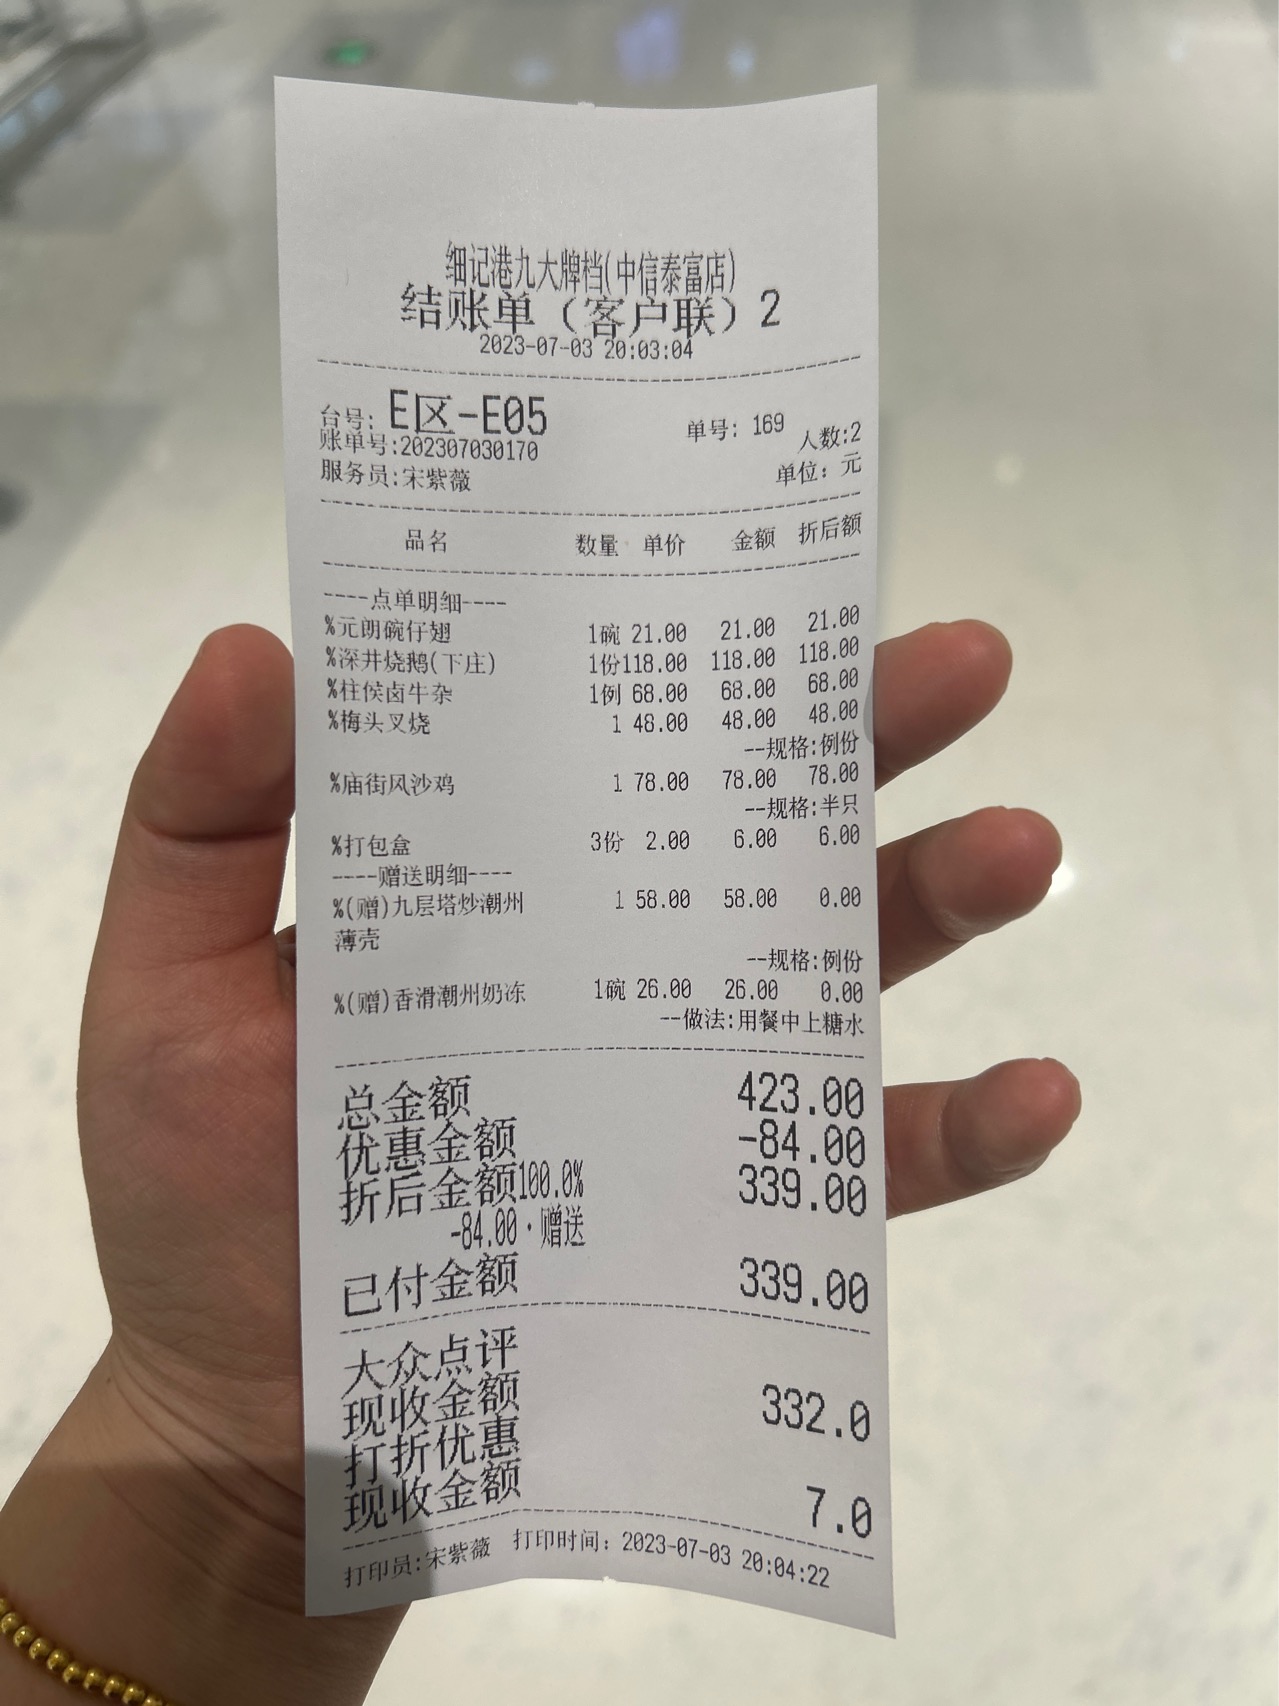 细记港九大牌档(中信泰富店)
结账单（客户联）2
2023-07-03 20:03:04
台号: E区-E05 单号: 169 人数:2
账单号:202307030170
服务员:宋紫薇 单位: 元
品名 数量 单价 金额 折后额
----点单明细----
%元朗碗仔翅 1碗 21.00 21.00 21.00
%深井烧鹅(下庄) 1份118.00 118.00 118.00
%柱侯卤牛杂 1例 68.00 68.00 68.00
%梅头叉烧 1 48.00 48.00 48.00
--规格:例份
%庙街风沙鸡 1 78.00 78.00 78.00
--规格:半只
%打包盒 3份 2.00 6.00 6.00
----赠送明细----
%(赠)九层塔炒潮州 1 58.00 58.00 0.00
薄壳
--规格:例份
%(赠)香滑潮州奶冻 1碗 26.00 26.00 0.00
--做法:用餐中上糖水
总金额 423.00
优惠金额 -84.00
折后金额100.0% 339.00
-84.00·赠送
已付金额 339.00
大众点评
现收金额 332.0
打折优惠
现收金额 7.0
打印员:宋紫薇 打印时间: 2023-07-03 20:04:22